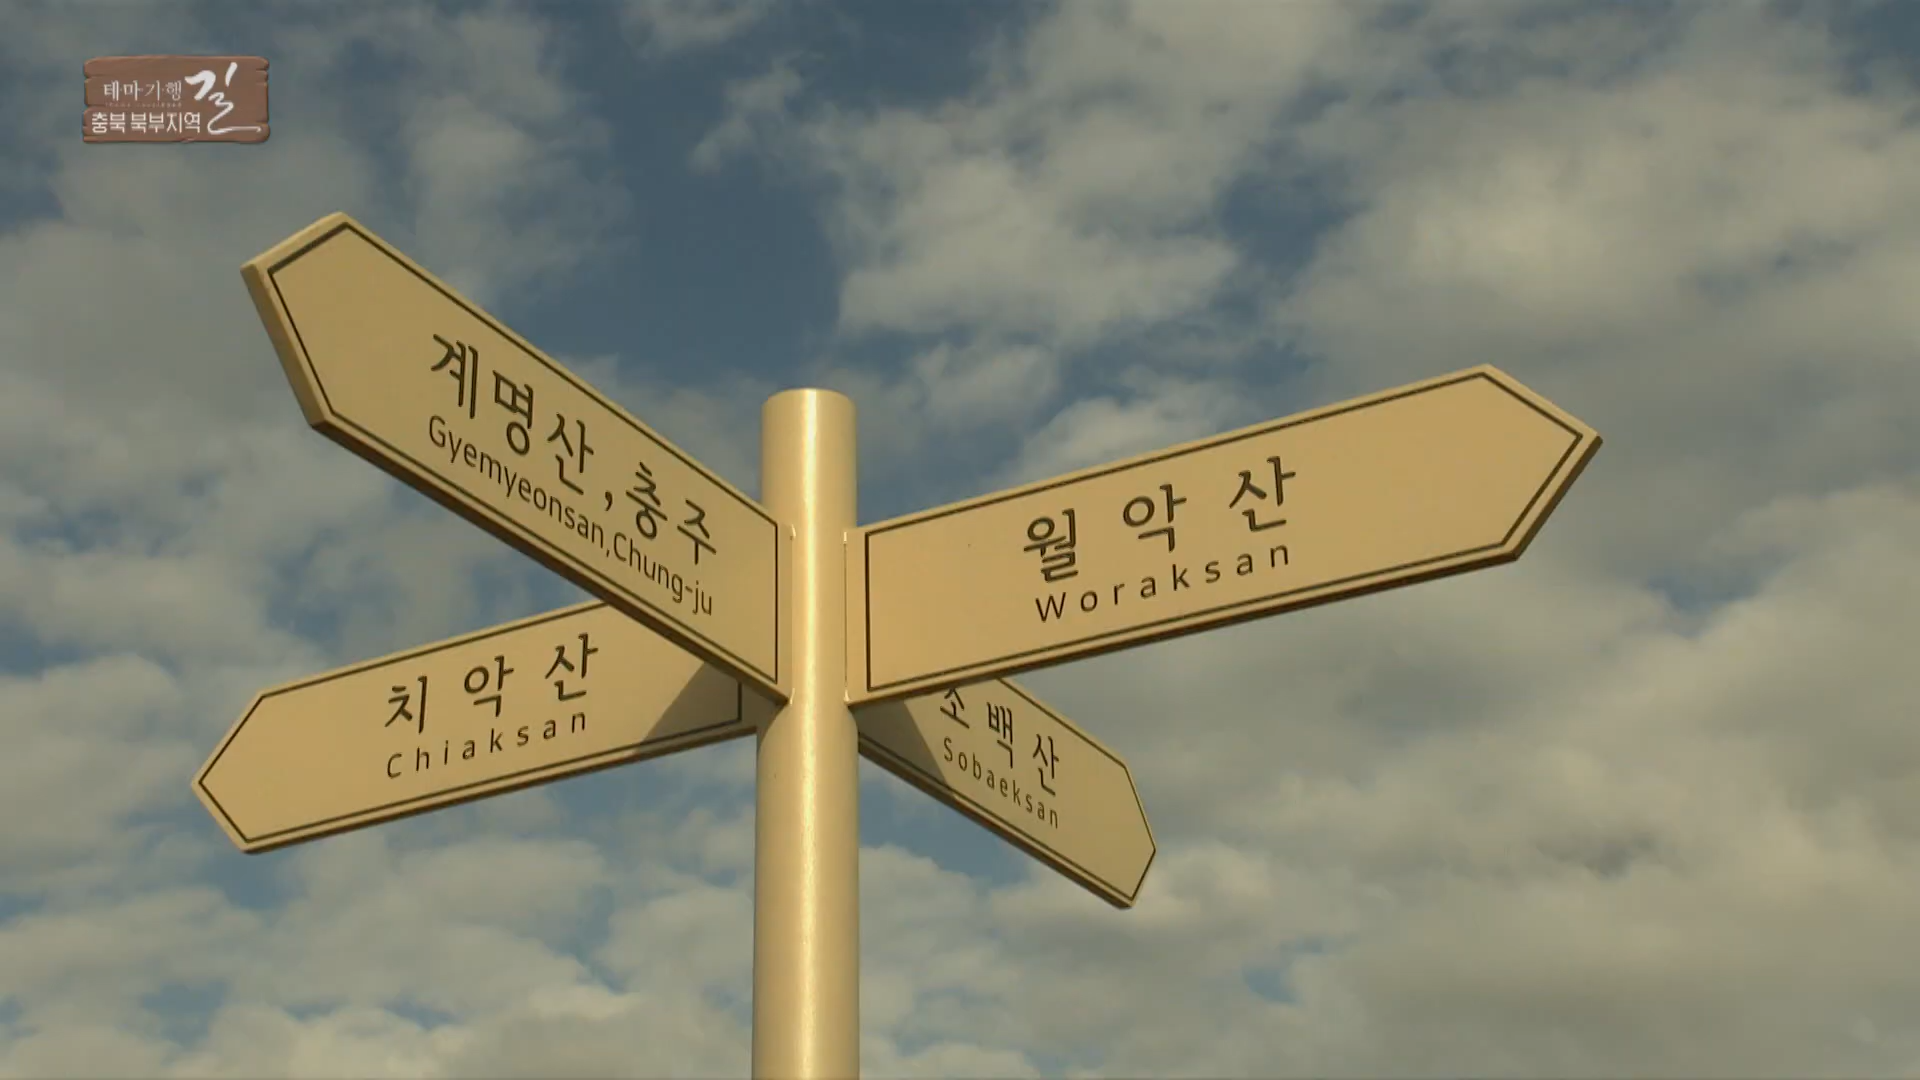 테마기행 길
충북 북부지역
계명산,충주
Gyemyeonsan,Chung-ju
월악산
Woraksan
치악산
Chiaksan
소백산
Sobaeksan